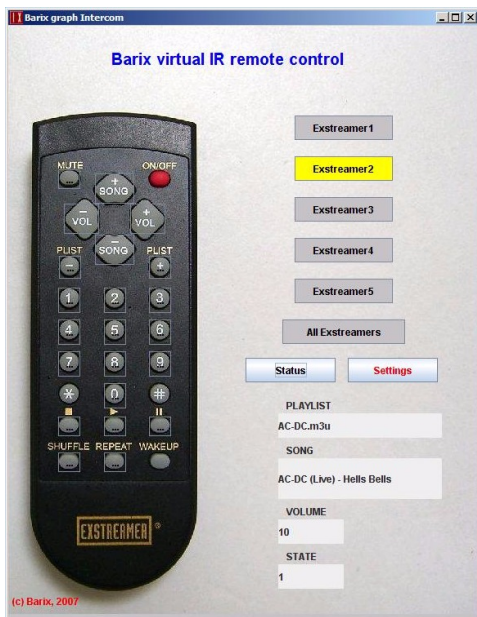 Barix graph Intercom
Barix virtual IR remote control
MUTE ON/OFF
+
SONG
− +
VOL VOL
PLIST SONG PLIST
− +
1 2 3
4 5 6
7 8 9
* 0 #
SHUFFLE REPEAT WAKEUP
EXSTREAMER ®
Exstreamer1
Exstreamer2
Exstreamer3
Exstreamer4
Exstreamer5
All Exstreamers
Status Settings
PLAYLIST
AC-DC.m3u
SONG
AC-DC (Live) - Hells Bells
VOLUME
10
STATE
1
(c) Barix, 2007